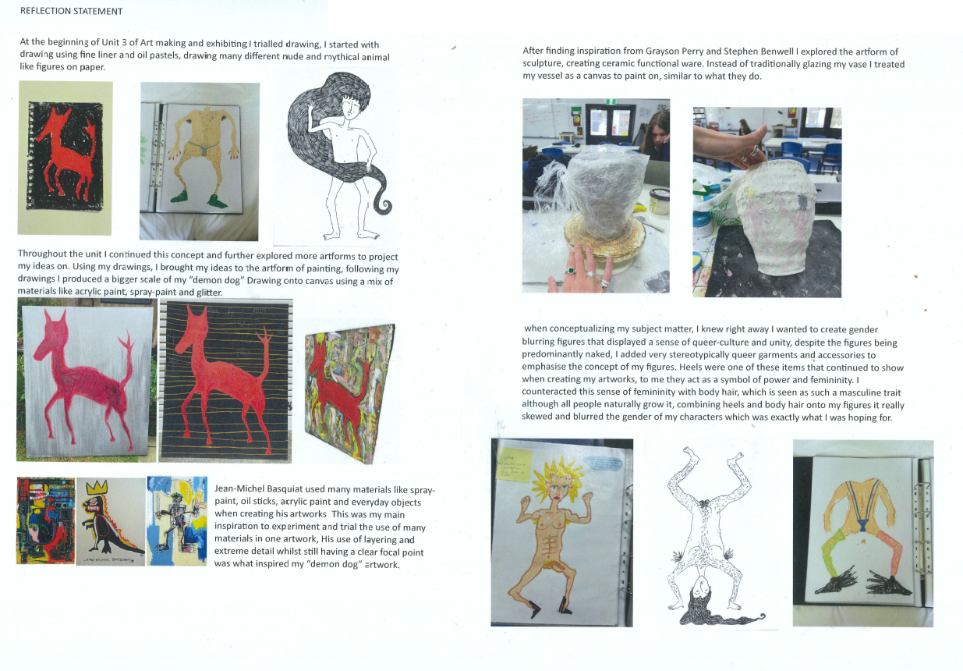 REFLECTION STATEMENT
At the beginning of Unit 3 of Art making and exhibiting I trialled drawing, I started with
drawing using fine liner and oil pastels, drawing many different nude and mythical animal
like figures on paper.
Throughout the unit I continued this concept and further explored more artforms to project
my ideas on. Using my drawings, I brought my ideas to the artform of painting, following my
drawings I produced a bigger scale of my "demon dog" Drawing onto canvas using a mix of
materials like acrylic paint, spray-paint and glitter.
Jean-Michel Basquiat used many materials like spray-
paint, oil sticks, acrylic paint and everyday objects
when creating his artworks. This was my main
inspiration to experiment and trial the use of many
materials in one artwork, His use of layering and
extreme detail whilst still having a clear focal point
was what inspired my "demon dog" artwork.
After finding inspiration from Grayson Perry and Stephen Benwell I explored the artform of
sculpture, creating ceramic functional ware. Instead of traditionally glazing my vase I treated
my vessel as a canvas to paint on, similar to what they do.
when conceptualizing my subject matter, I knew right away I wanted to create gender
blurring figures that displayed a sense of queer-culture and unity, despite the figures being
predominantly naked, I added very stereotypically queer garments and accessories to
emphasise the concept of my figures. Heels were one of these items that continued to show
when creating my artworks, to me they act as a symbol of power and femininity. I
counteracted this sense of femininity with body hair, which is seen as such a masculine trait
although all people naturally grow it, combining heels and body hair onto my figures it really
skewed and blurred the gender of my characters which was exactly what I was hoping for.